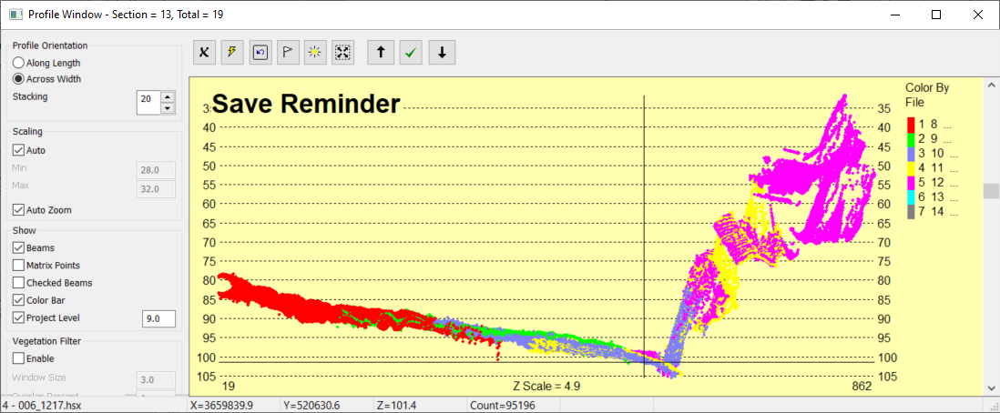 Profile Window - Section = 13, Total = 19
Profile Orientation
Along Length
Across Width
Stacking 20
Scaling
Auto
Min 28.0
Max 32.0
Auto Zoom
Show
Beams
Matrix Points
Checked Beams
Color Bar
Project Level 9.0
Vegetation Filter
Enable
Window Size 3.0
Save Reminder
35 35
40 40
45 45
50 50
55 55
60 60
65 65
70 70
75 75
80 80
85 85
90 90
95 95
100 100
105 105
19 Z Scale = 4.9 862
Color By
File
1 8 ...
2 9 ...
3 10 ...
4 11 ...
5 12 ...
6 13 ...
7 14 ...
4 - 006_1217.hsx X=3659839.9 Y=520630.6 Z=101.4 Count=95196